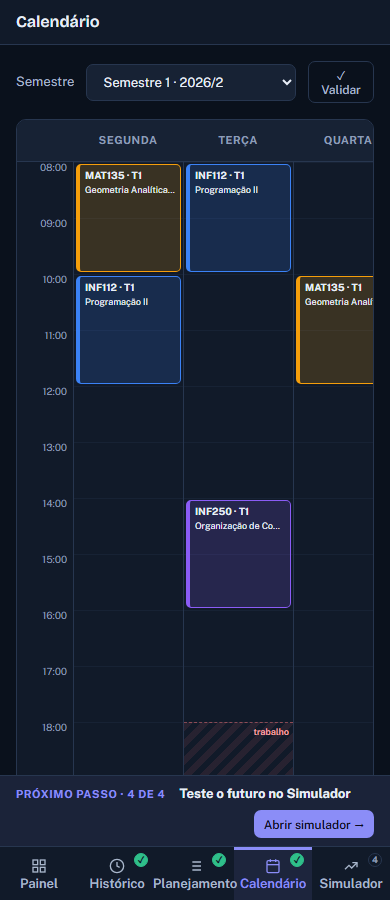 Calendário
Semestre
Semestre 1 · 2026/2
✓
Validar
SEGUNDA
TERÇA
QUARTA
08:00
MAT135 · T1
Geometria Analítica...
INF112 · T1
Programação II
09:00
10:00
INF112 · T1
Programação II
MAT135 · T1
Geometria Analí
11:00
12:00
13:00
14:00
INF250 · T1
Organização de Co...
15:00
16:00
17:00
18:00
trabalho
PRÓXIMO PASSO · 4 DE 4
Teste o futuro no Simulador
Abrir simulador →
Painel
Histórico
Planejamento
Calendário
4
Simulador